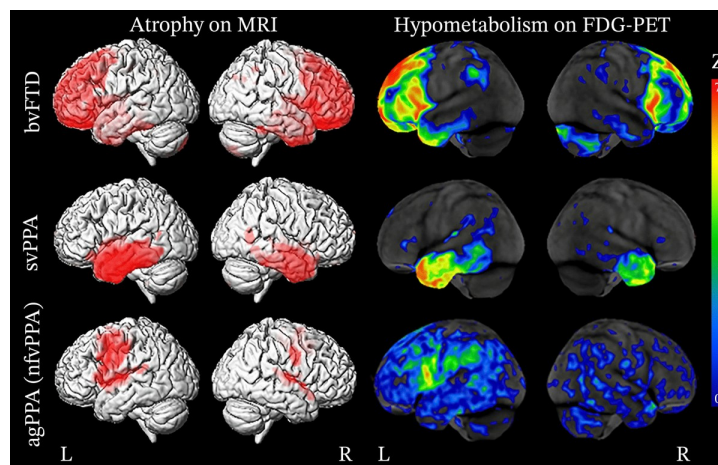 Atrophy on MRI
Hypometabolism on FDG-PET
Z
bvFTD
svPPA
agPPA (nfvPPA)
L
R
L
R